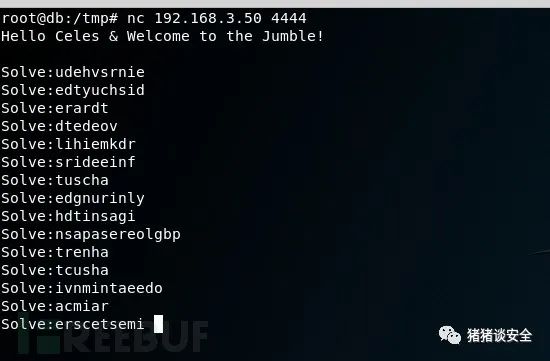 root@db:/tmp# nc 192.168.3.50 4444
Hello Celes & Welcome to the Jumble!
Solve:udehvsrnie
Solve:edtyuchsid
Solve:erardt
Solve:dtedeov
Solve:lihiemkdr
Solve:srideeinf
Solve:tuscha
Solve:edgnurinly
Solve:hdtinsagi
Solve:nsapasereolgbp
Solve:trenha
Solve:tcusha
Solve:ivnmintaeedo
Solve:acmiar
Solve:erscetsemi
REEBUF
猪猪谈安全